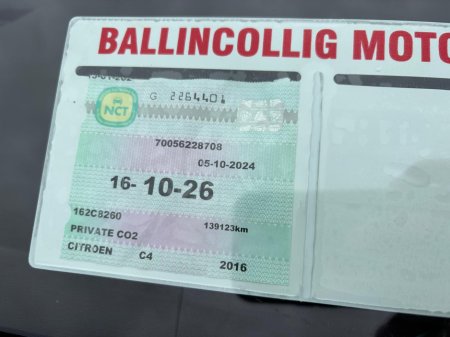 BALLINCOLLIG MOTO
G 2264401
NCT
70056228708
05-10-2024
16-10-26
162C8260
139123km
PRIVATE CO2
CITROEN C4 2016